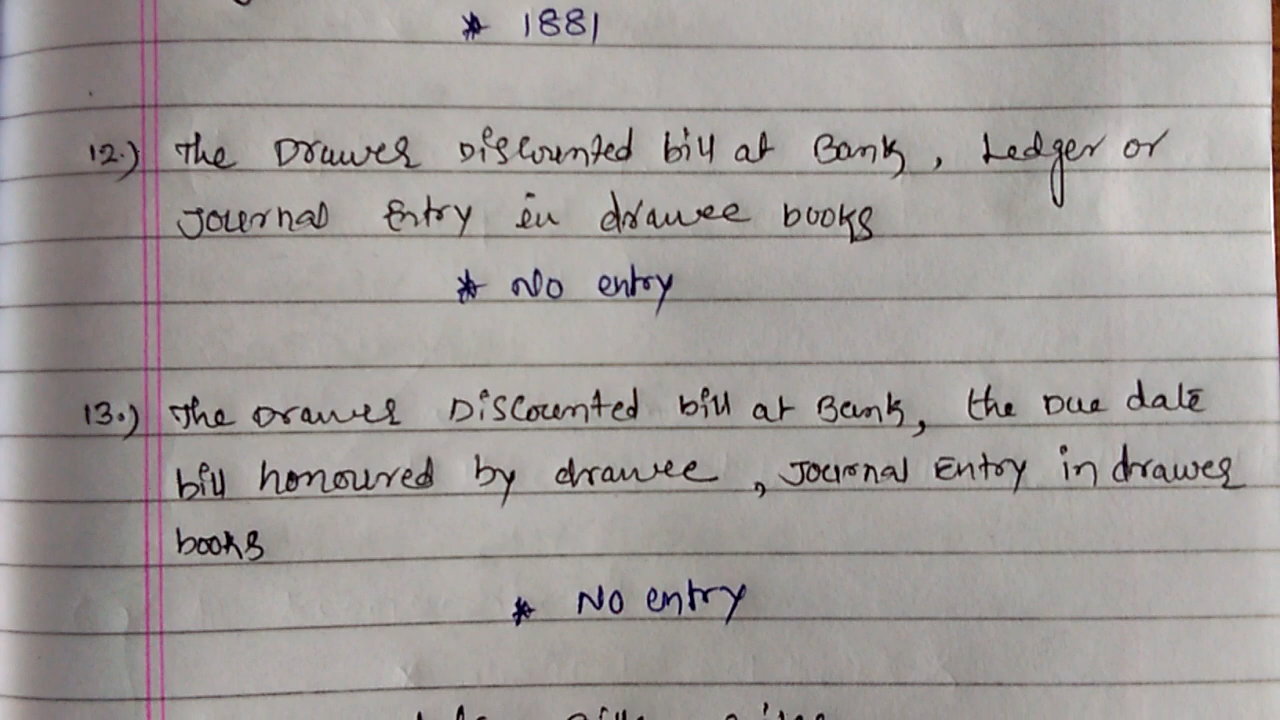 * 1881
12.) The Drawer Discounted bill at Bank, Ledger or
Journal Entry in drawee books
* No entry
13.) The Drawer Discounted bill at Bank, the Due date
bill honoured by drawee, Journal Entry in drawer
books
* No entry